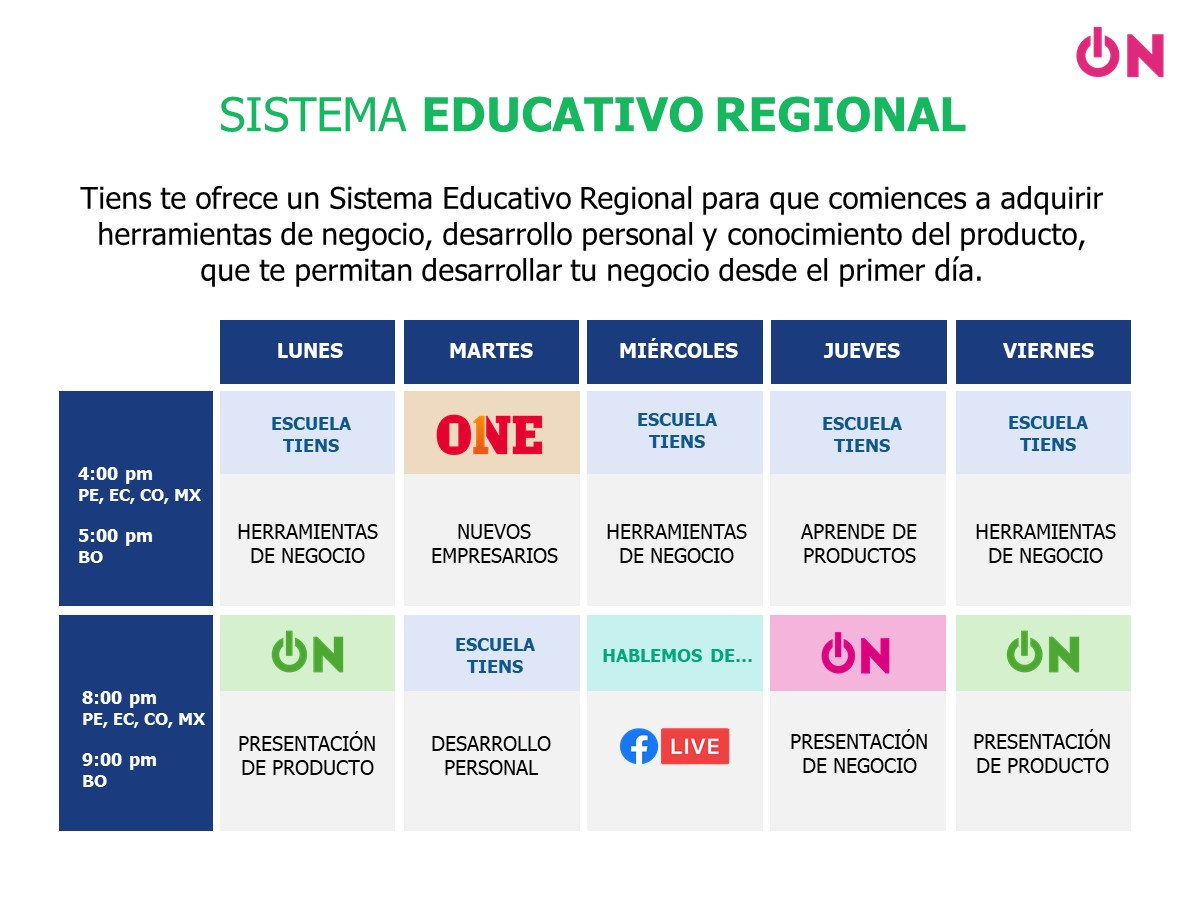 ON
SISTEMA EDUCATIVO REGIONAL
Tiens te ofrece un Sistema Educativo Regional para que comiences a adquirir
herramientas de negocio, desarrollo personal y conocimiento del producto,
que te permitan desarrollar tu negocio desde el primer día.
LUNES
MARTES
MIÉRCOLES
JUEVES
VIERNES
4:00 pm
PE, EC, CO, MX
5:00 pm
BO
ESCUELA
TIENS
HERRAMIENTAS
DE NEGOCIO
ONE
NUEVOS
EMPRESARIOS
ESCUELA
TIENS
HERRAMIENTAS
DE NEGOCIO
ESCUELA
TIENS
APRENDE DE
PRODUCTOS
ESCUELA
TIENS
HERRAMIENTAS
DE NEGOCIO
8:00 pm
PE, EC, CO, MX
9:00 pm
BO
ON
PRESENTACIÓN
DE PRODUCTO
ESCUELA
TIENS
DESARROLLO
PERSONAL
HABLEMOS DE...
f LIVE
ON
PRESENTACIÓN
DE NEGOCIO
ON
PRESENTACIÓN
DE PRODUCTO